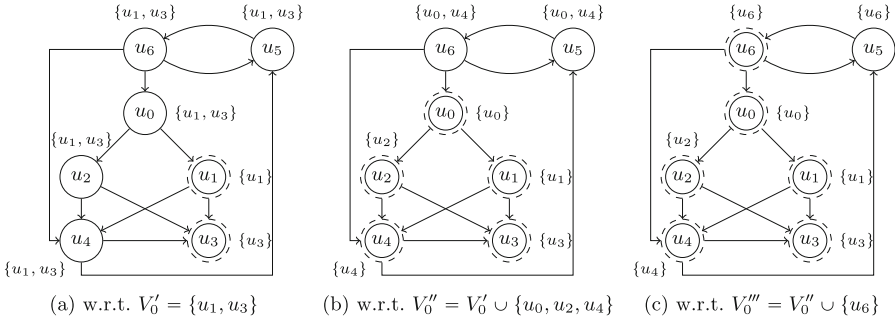 {u₁, u₃} {u₁, u₃} {u₀, u₄} {u₀, u₄} {u₆} {u₆}
u₆ u₅ u₆ u₅ u₆ u₅
u₀ {u₁, u₃} u₀ {u₀} u₀ {u₀}
{u₁, u₃} {u₂} {u₂}
u₂ u₁ {u₁} u₂ u₁ {u₁} u₂ u₁ {u₁}
u₄ u₃ {u₃} u₄ u₃ {u₃} u₄ u₃ {u₃}
{u₁, u₃} {u₄} {u₄}
(a) w.r.t. V₀′ = {u₁, u₃} (b) w.r.t. V₀″ = V₀′ ∪ {u₀, u₂, u₄} (c) w.r.t. V₀‴ = V₀″ ∪ {u₆}